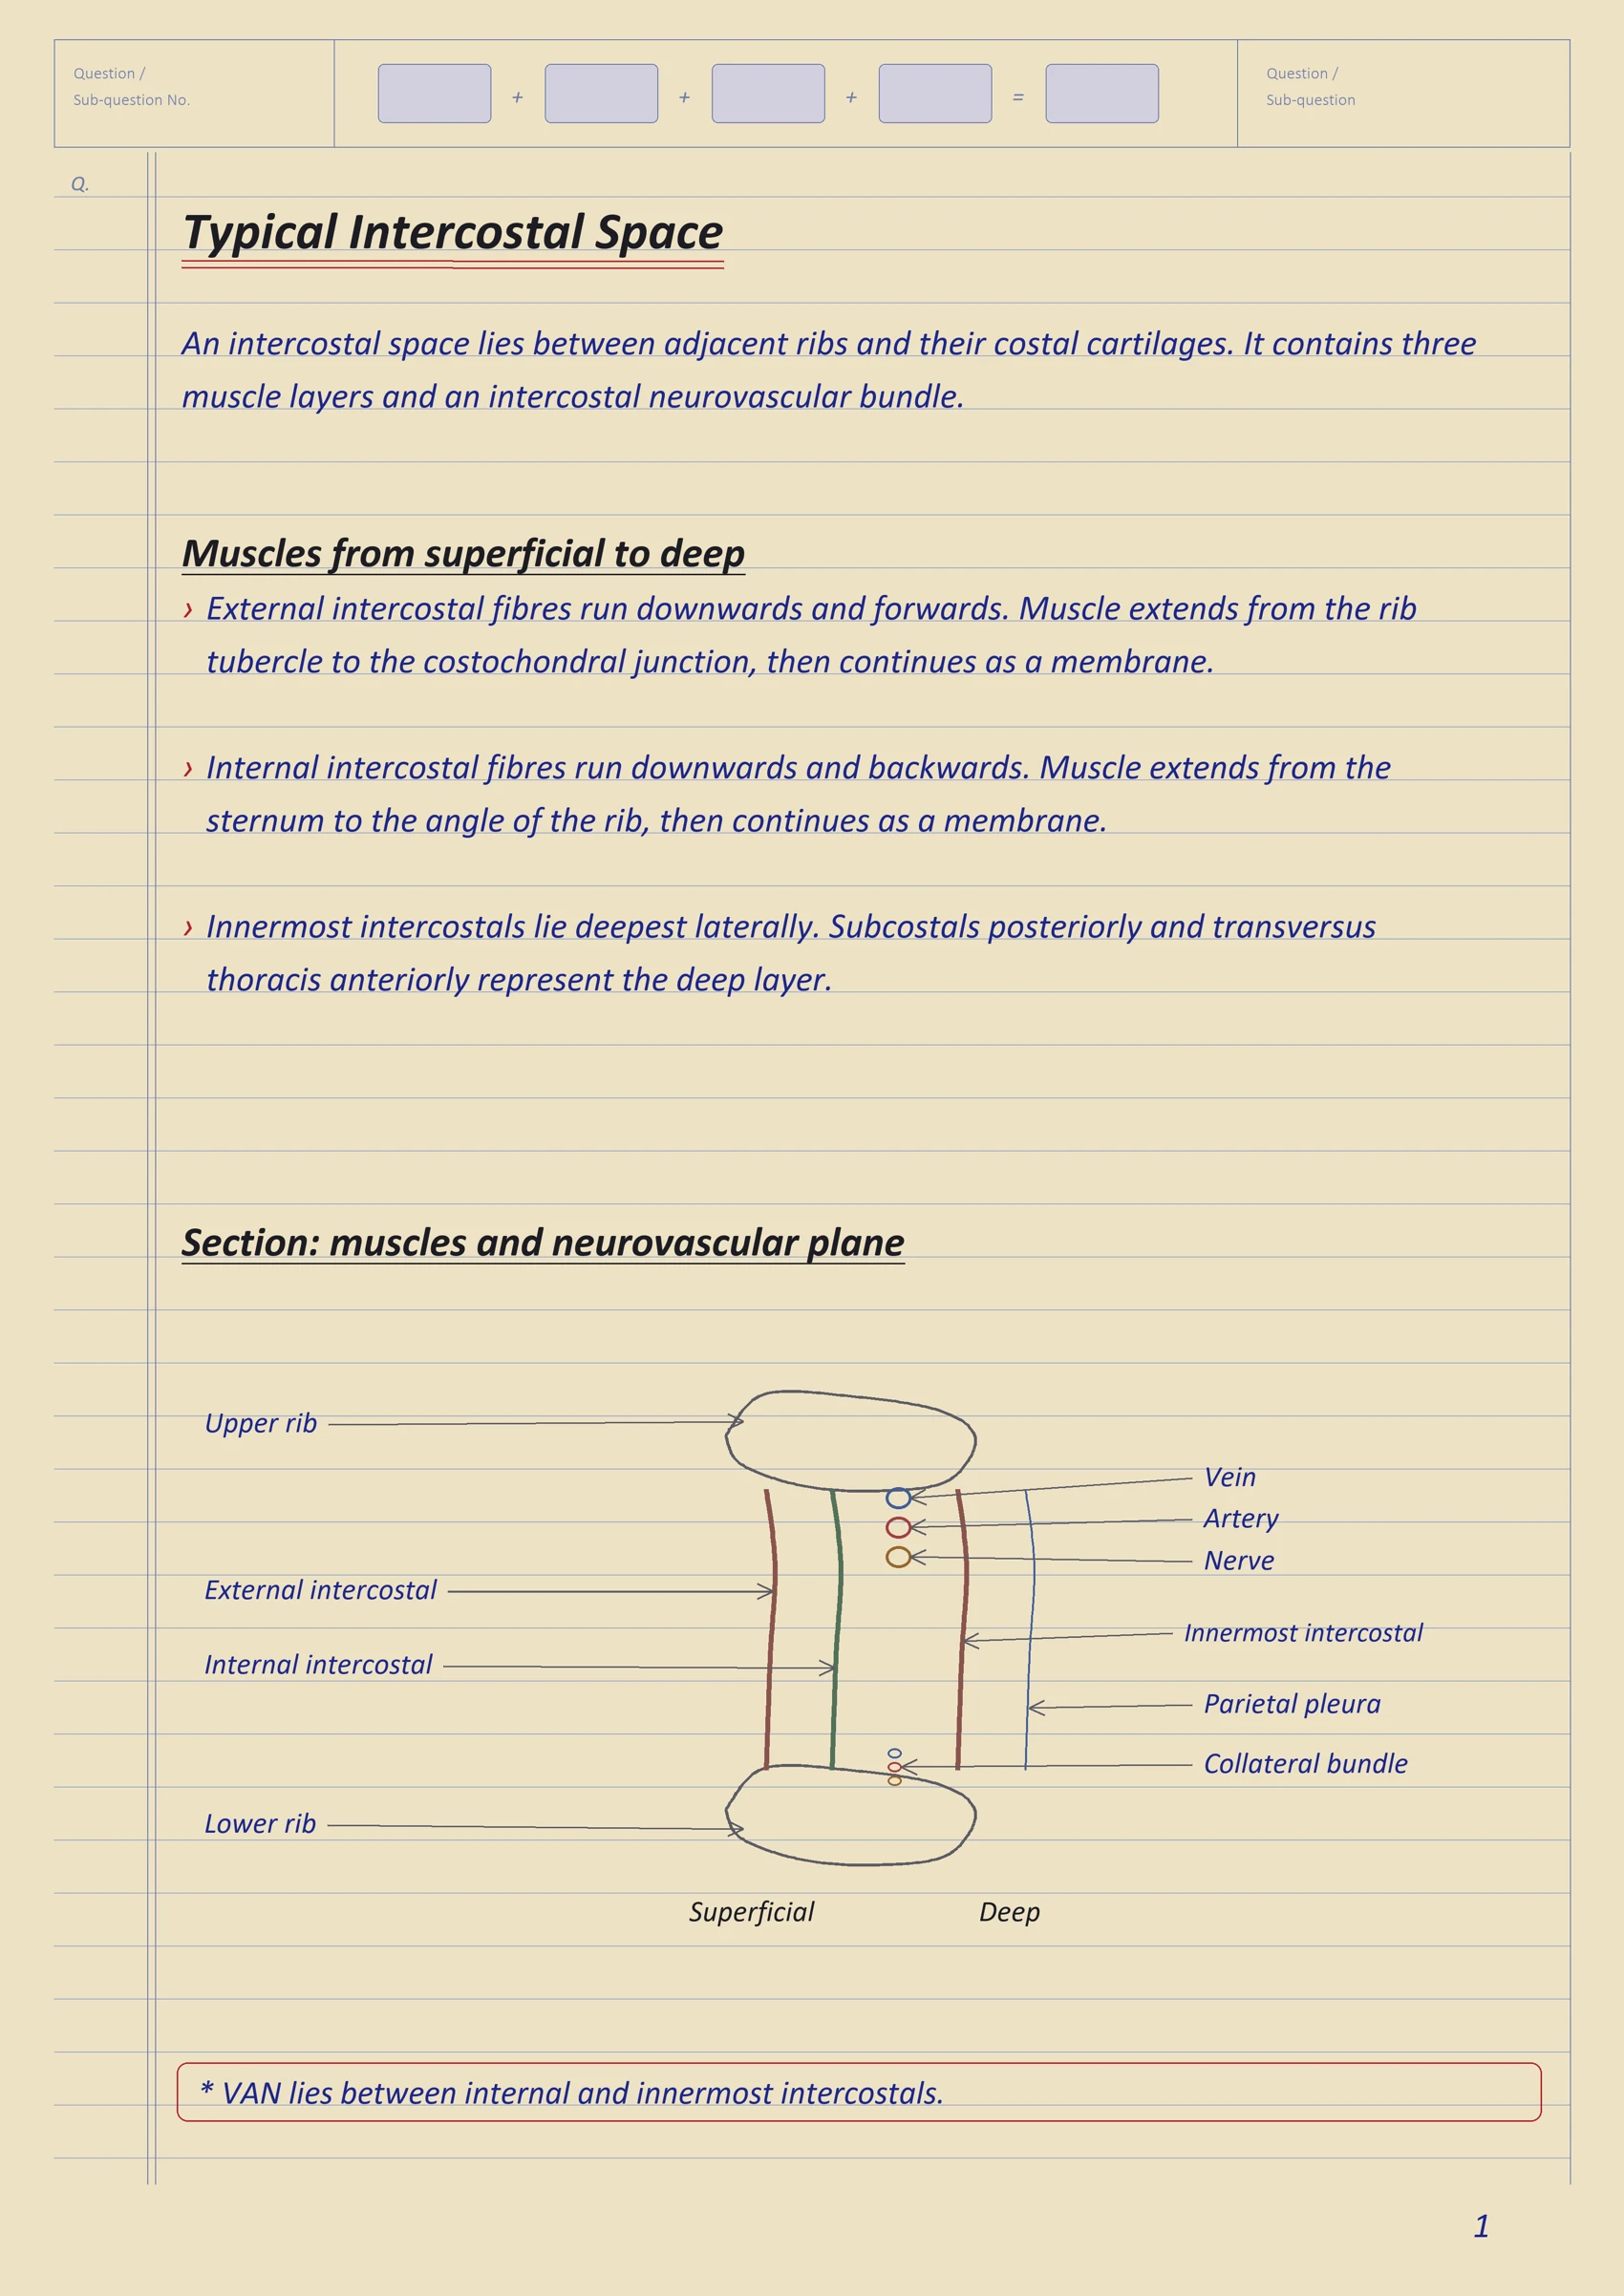 Question /
Sub-question No.
+ + + =
Question /
Sub-question
Q.
Typical Intercostal Space
An intercostal space lies between adjacent ribs and their costal cartilages. It contains three
muscle layers and an intercostal neurovascular bundle.
Muscles from superficial to deep
› External intercostal fibres run downwards and forwards. Muscle extends from the rib
tubercle to the costochondral junction, then continues as a membrane.
› Internal intercostal fibres run downwards and backwards. Muscle extends from the
sternum to the angle of the rib, then continues as a membrane.
› Innermost intercostals lie deepest laterally. Subcostals posteriorly and transversus
thoracis anteriorly represent the deep layer.
Section: muscles and neurovascular plane
Upper rib
Vein
Artery
Nerve
External intercostal
Innermost intercostal
Internal intercostal
Parietal pleura
Collateral bundle
Lower rib
Superficial
Deep
* VAN lies between internal and innermost intercostals.
1